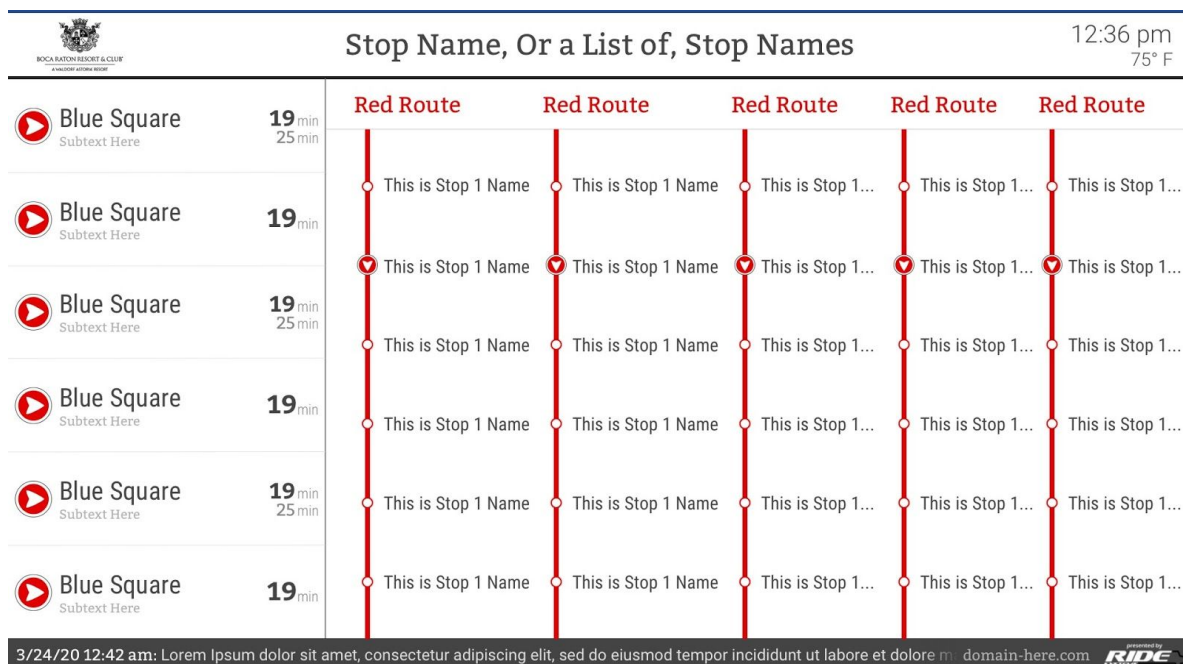 BOCA RATON RESORT & CLUB
A WALDORF ASTORIA RESORT
Stop Name, Or a List of, Stop Names
12:36 pm
75° F
Blue Square
Subtext Here
19 min
25 min
Blue Square
Subtext Here
19 min
Blue Square
Subtext Here
19 min
25 min
Blue Square
Subtext Here
19 min
Blue Square
Subtext Here
19 min
25 min
Blue Square
Subtext Here
19 min
Red Route Red Route Red Route Red Route Red Route
This is Stop 1 Name This is Stop 1 Name This is Stop 1... This is Stop 1... This is Stop 1...
This is Stop 1 Name This is Stop 1 Name This is Stop 1... This is Stop 1... This is Stop 1...
This is Stop 1 Name This is Stop 1 Name This is Stop 1... This is Stop 1... This is Stop 1...
This is Stop 1 Name This is Stop 1 Name This is Stop 1... This is Stop 1... This is Stop 1...
This is Stop 1 Name This is Stop 1 Name This is Stop 1... This is Stop 1... This is Stop 1...
This is Stop 1 Name This is Stop 1 Name This is Stop 1... This is Stop 1... This is Stop 1...
3/24/20 12:42 am: Lorem Ipsum dolor sit amet, consectetur adipiscing elit, sed do eiusmod tempor incididunt ut labore et dolore m domain-here.com
presented by
RIDE